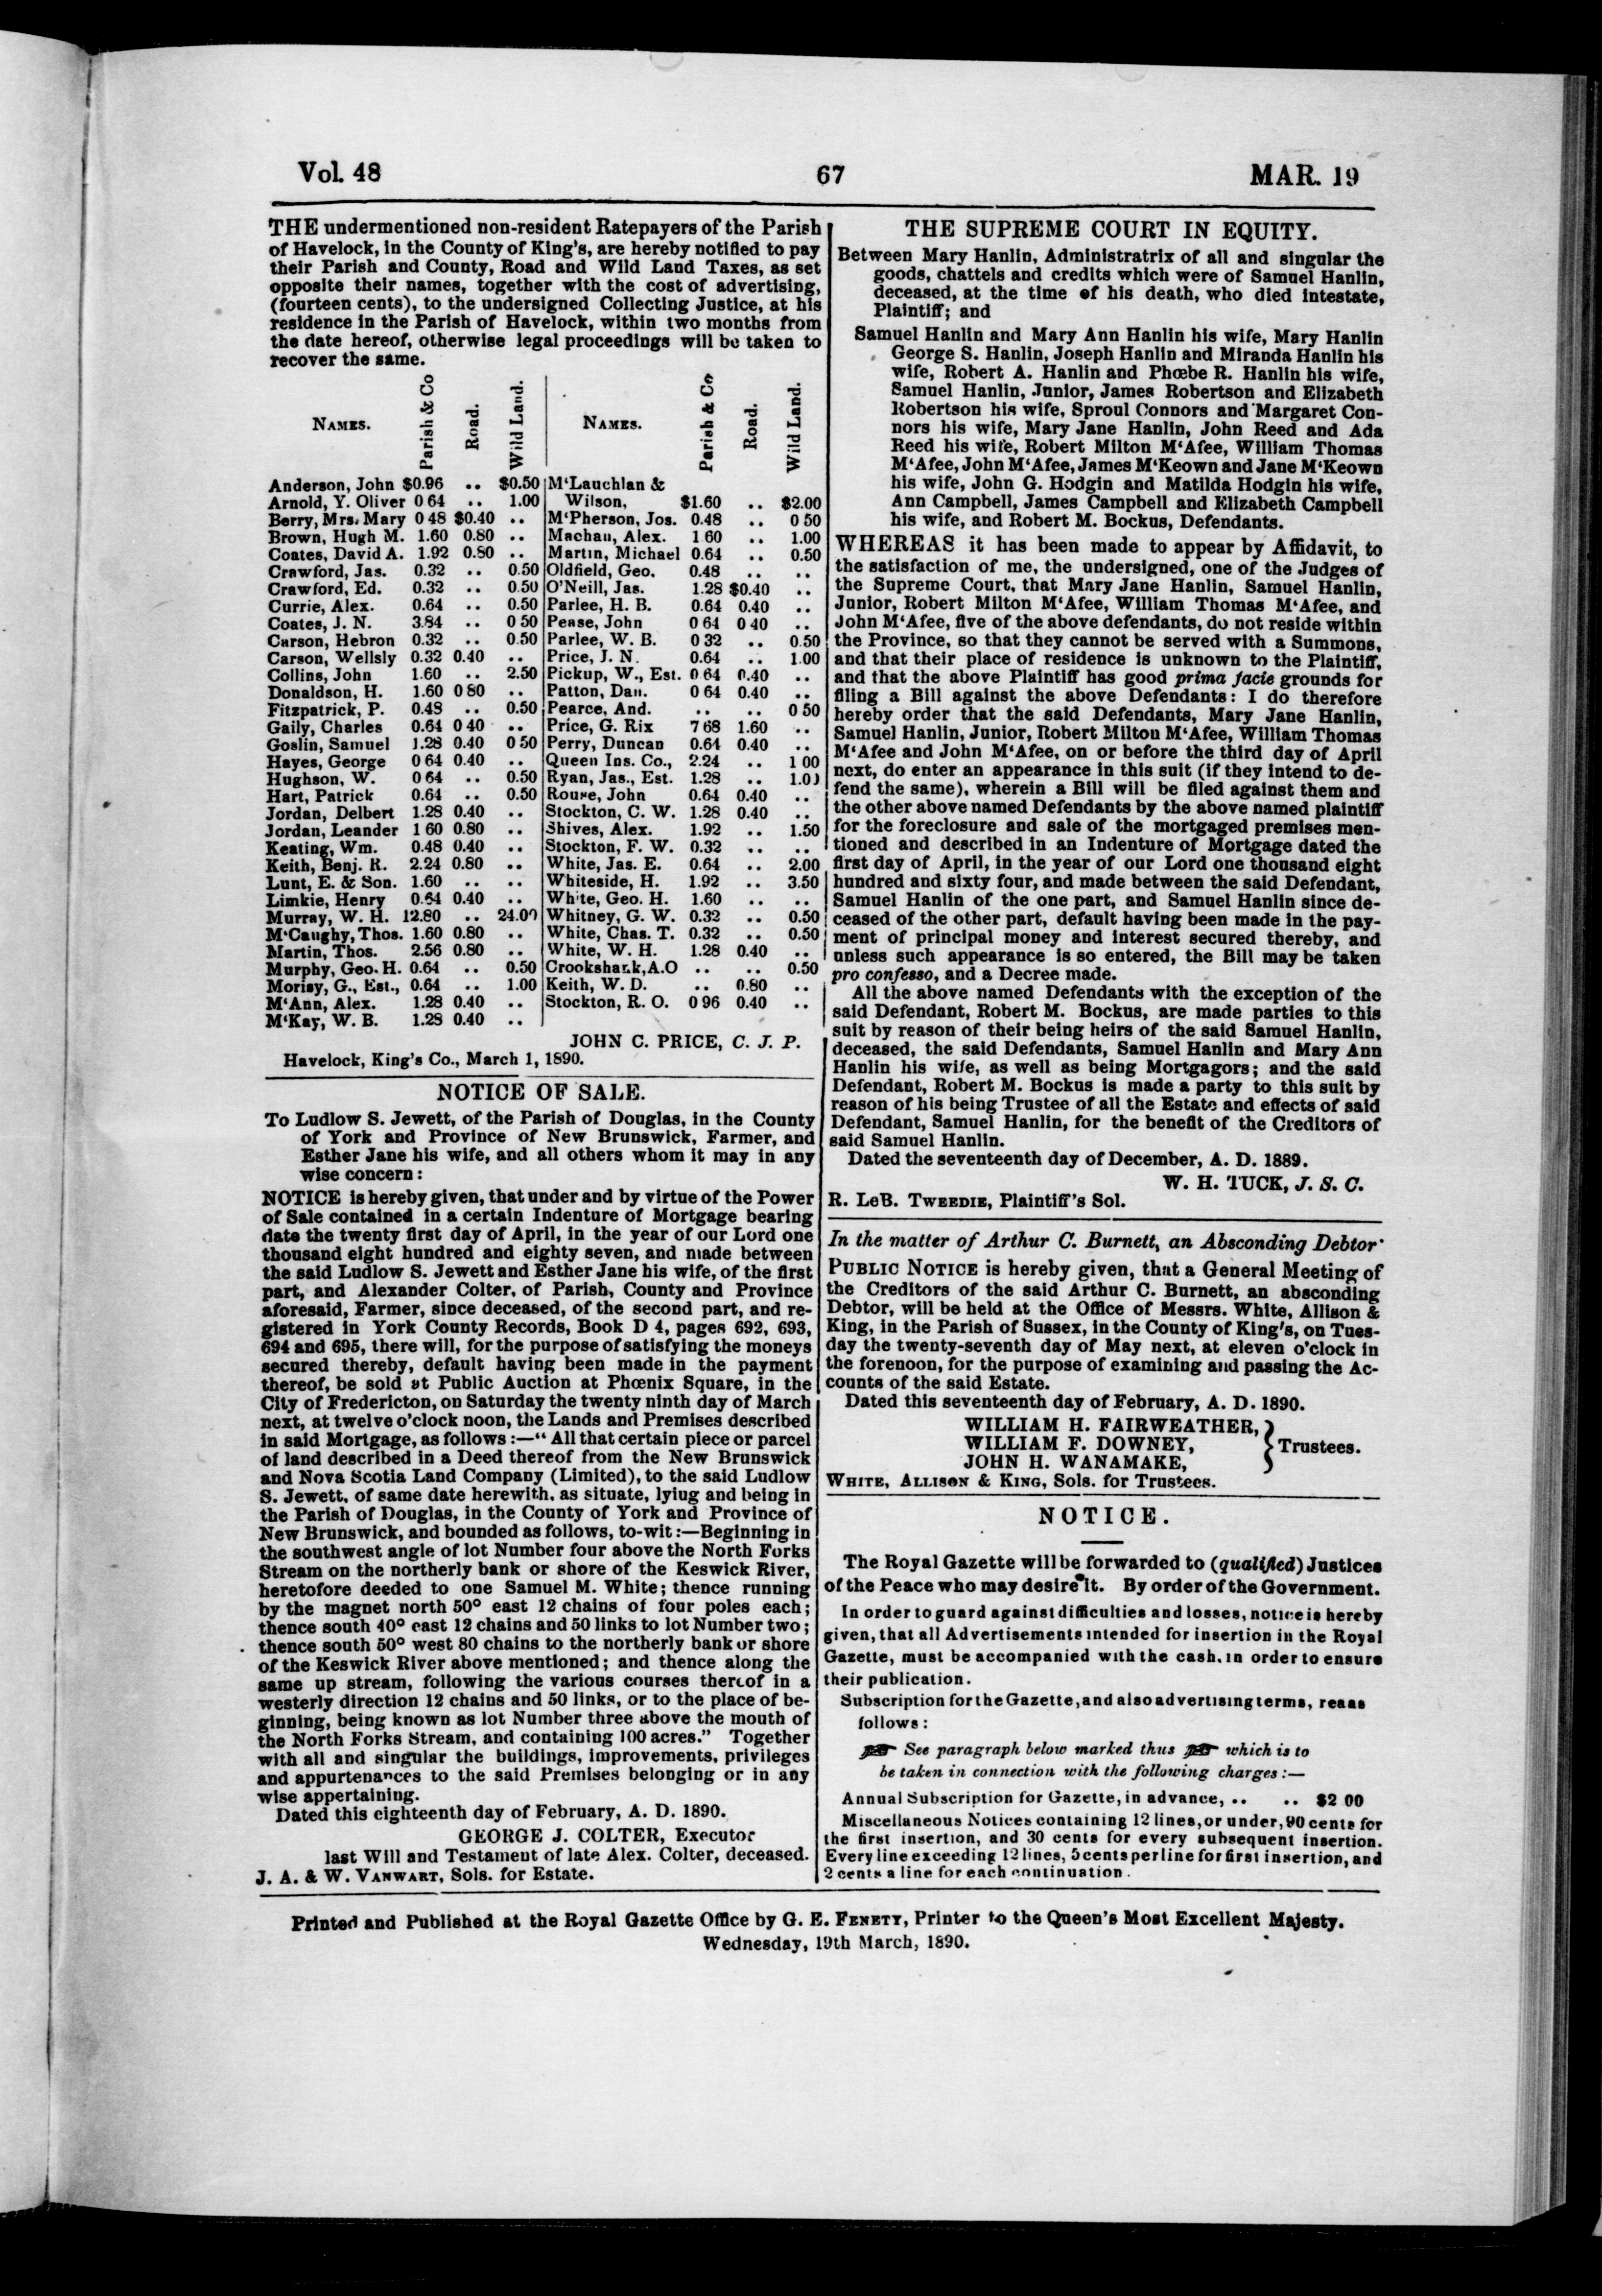 Vol. 48 67 MAR. 19
THE undermentioned non-resident Ratepayers of the Parish
of Havelock, in the County of King's, are hereby notified to pay
their Parish and County, Road and Wild Land Taxes, as set
opposite their names, together with the cost of advertising,
(fourteen cents), to the undersigned Collecting Justice, at his
residence in the Parish of Havelock, within two months from
the date hereof, otherwise legal proceedings will be taken to
recover the same.
NAMES. Parish & Co Road. Wild Land. NAMES. Parish & Co Road. Wild Land.
Anderson, John $0.96 .. $0.50 M'Lauchlan &
Arnold, Y. Oliver 0 64 .. 1.00 Wilson, $1.60 .. $2.00
Berry, Mrs. Mary 0 48 $0.40 .. M'Pherson, Jos. 0.48 .. 0 50
Brown, Hugh M. 1.60 0.80 .. Machau, Alex. 1 60 .. 1.00
Coates, David A. 1.92 0.80 .. Martin, Michael 0.64 .. 0.50
Crawford, Jas. 0.32 .. 0.50 Oldfield, Geo. 0.48 .. ..
Crawford, Ed. 0.32 .. 0.50 O'Neill, Jas. 1.28 $0.40 ..
Currie, Alex. 0.64 .. 0.50 Parlee, H. B. 0.64 0.40 ..
Coates, J. N. 3.84 .. 0 50 Pease, John 0 64 0 40 ..
Carson, Hebron 0.32 .. 0.50 Parlee, W. B. 0 32 .. 0.50
Carson, Wellsly 0.32 0.40 .. Price, J. N. 0.64 .. 1.00
Collins, John 1.60 .. 2.50 Pickup, W., Est. 0 64 0.40 ..
Donaldson, H. 1.60 0 80 .. Patton, Dan. 0 64 0.40 ..
Fitzpatrick, P. 0.48 .. 0.50 Pearce, And. .. .. 0 50
Gaily, Charles 0.64 0 40 .. Price, G. Rix 7 68 1.60 ..
Goslin, Samuel 1.28 0.40 0 50 Perry, Duncan 0.64 0.40 ..
Hayes, George 0 64 0.40 .. Queen Ins. Co., 2.24 .. 1 00
Hughson, W. 0 64 .. 0.50 Ryan, Jas., Est. 1.28 .. 1.00
Hart, Patrick 0.64 .. 0.50 Rouse, John 0.64 0.40 ..
Jordan, Delbert 1.28 0.40 .. Stockton, C. W. 1.28 0.40 ..
Jordan, Leander 1 60 0.80 .. Shives, Alex. 1.92 .. 1.50
Keating, Wm. 0.48 0.40 .. Stockton, F. W. 0.32 .. ..
Keith, Benj. R. 2.24 0.80 .. White, Jas. E. 0.64 .. 2.00
Lunt, E. & Son. 1.60 .. .. Whiteside, H. 1.92 .. 3.50
Limkie, Henry 0.64 0.40 .. White, Geo. H. 1.60 .. ..
Murray, W. H. 12.80 .. 24.00 Whitney, G. W. 0.32 .. 0.50
M'Caughy, Thos. 1.60 0.80 .. White, Chas. T. 0.32 .. 0.50
Martin, Thos. 2.56 0.80 .. White, W. H. 1.28 0.40 ..
Murphy, Geo. H. 0.64 .. 0.50 Crookshank, A.O .. .. 0.50
Morisy, G., Est., 0.64 .. 1.00 Keith, W. D. .. 0.80 ..
M'Ann, Alex. 1.28 0.40 .. Stockton, R. O. 0 96 0.40 ..
M'Kay, W. B. 1.28 0.40 ..
JOHN C. PRICE, C. J. P.
Havelock, King's Co., March 1, 1890.
NOTICE OF SALE.
To Ludlow S. Jewett, of the Parish of Douglas, in the County
of York and Province of New Brunswick, Farmer, and
Esther Jane his wife, and all others whom it may in any
wise concern:
NOTICE is hereby given, that under and by virtue of the Power
of Sale contained in a certain Indenture of Mortgage bearing
date the twenty first day of April, in the year of our Lord one
thousand eight hundred and eighty seven, and made between
the said Ludlow S. Jewett and Esther Jane his wife, of the first
part, and Alexander Colter, of Parish, County and Province
aforesaid, Farmer, since deceased, of the second part, and re-
gistered in York County Records, Book D 4, pages 692, 693,
694 and 695, there will, for the purpose of satisfying the moneys
secured thereby, default having been made in the payment
thereof, be sold at Public Auction at Phœnix Square, in the
City of Fredericton, on Saturday the twenty ninth day of March
next, at twelve o'clock noon, the Lands and Premises described
in said Mortgage, as follows :—" All that certain piece or parcel
of land described in a Deed thereof from the New Brunswick
and Nova Scotia Land Company (Limited), to the said Ludlow
S. Jewett, of same date herewith, as situate, lyiug and being in
the Parish of Douglas, in the County of York and Province of
New Brunswick, and bounded as follows, to-wit :—Beginning in
the southwest angle of lot Number four above the North Forks
Stream on the northerly bank or shore of the Keswick River,
heretofore deeded to one Samuel M. White; thence running
by the magnet north 50° east 12 chains of four poles each;
thence south 40° east 12 chains and 50 links to lot Number two;
thence south 50° west 80 chains to the northerly bank or shore
of the Keswick River above mentioned; and thence along the
same up stream, following the various courses thereof in a
westerly direction 12 chains and 50 links, or to the place of be-
ginning, being known as lot Number three above the mouth of
the North Forks Stream, and containing 100 acres." Together
with all and singular the buildings, improvements, privileges
and appurtenances to the said Premises belonging or in any
wise appertaining.
Dated this eighteenth day of February, A. D. 1890.
GEORGE J. COLTER, Executor
last Will and Testament of late Alex. Colter, deceased.
J. A. & W. VANWART, Sols. for Estate.
THE SUPREME COURT IN EQUITY.
Between Mary Hanlin, Administratrix of all and singular the
goods, chattels and credits which were of Samuel Hanlin,
deceased, at the time of his death, who died intestate,
Plaintiff; and
Samuel Hanlin and Mary Ann Hanlin his wife, Mary Hanlin
George S. Hanlin, Joseph Hanlin and Miranda Hanlin his
wife, Robert A. Hanlin and Phœbe R. Hanlin his wife,
Samuel Hanlin, Junior, James Robertson and Elizabeth
Robertson his wife, Sproul Connors and Margaret Con-
nors his wife, Mary Jane Hanlin, John Reed and Ada
Reed his wife, Robert Milton M'Afee, William Thomas
M'Afee, John M'Afee, James M'Keown and Jane M'Keown
his wife, John G. Hodgin and Matilda Hodgin his wife,
Ann Campbell, James Campbell and Elizabeth Campbell
his wife, and Robert M. Bockus, Defendants.
WHEREAS it has been made to appear by Affidavit, to
the satisfaction of me, the undersigned, one of the Judges of
the Supreme Court, that Mary Jane Hanlin, Samuel Hanlin,
Junior, Robert Milton M'Afee, William Thomas M'Afee, and
John M'Afee, five of the above defendants, do not reside within
the Province, so that they cannot be served with a Summons,
and that their place of residence is unknown to the Plaintiff,
and that the above Plaintiff has good prima facie grounds for
filing a Bill against the above Defendants: I do therefore
hereby order that the said Defendants, Mary Jane Hanlin,
Samuel Hanlin, Junior, Robert Milton M'Afee, William Thomas
M'Afee and John M'Afee, on or before the third day of April
next, do enter an appearance in this suit (if they intend to de-
fend the same), wherein a Bill will be filed against them and
the other above named Defendants by the above named plaintiff
for the foreclosure and sale of the mortgaged premises men-
tioned and described in an Indenture of Mortgage dated the
first day of April, in the year of our Lord one thousand eight
hundred and sixty four, and made between the said Defendant,
Samuel Hanlin of the one part, and Samuel Hanlin since de-
ceased of the other part, default having been made in the pay-
ment of principal money and interest secured thereby, and
unless such appearance is so entered, the Bill may be taken
pro confesso, and a Decree made.
All the above named Defendants with the exception of the
said Defendant, Robert M. Bockus, are made parties to this
suit by reason of their being heirs of the said Samuel Hanlin,
deceased, the said Defendants, Samuel Hanlin and Mary Ann
Hanlin his wife, as well as being Mortgagors; and the said
Defendant, Robert M. Bockus is made a party to this suit by
reason of his being Trustee of all the Estate and effects of said
Defendant, Samuel Hanlin, for the benefit of the Creditors of
said Samuel Hanlin.
Dated the seventeenth day of December, A. D. 1889.
W. H. TUCK, J. S. C.
R. LeB. TWEEDIE, Plaintiff's Sol.
In the matter of Arthur C. Burnett, an Absconding Debtor
PUBLIC NOTICE is hereby given, that a General Meeting of
the Creditors of the said Arthur C. Burnett, an absconding
Debtor, will be held at the Office of Messrs. White, Allison &
King, in the Parish of Sussex, in the County of King's, on Tues-
day the twenty-seventh day of May next, at eleven o'clock in
the forenoon, for the purpose of examining and passing the Ac-
counts of the said Estate.
Dated this seventeenth day of February, A. D. 1890.
WILLIAM H. FAIRWEATHER,
WILLIAM F. DOWNEY, } Trustees.
JOHN H. WANAMAKE,
WHITE, ALLISON & KING, Sols. for Trustees.
NOTICE.
The Royal Gazette will be forwarded to (qualified) Justices
of the Peace who may desire it. By order of the Government.
In order to guard against difficulties and losses, notice is hereby
given, that all Advertisements intended for insertion in the Royal
Gazette, must be accompanied with the cash, in order to ensure
their publication.
Subscription for the Gazette, and also advertising terms, reaas
follows:
☞ See paragraph below marked thus ☞ which is to
be taken in connection with the following charges :—
Annual Subscription for Gazette, in advance, .. .. $2 00
Miscellaneous Notices containing 12 lines, or under, 90 cents for
the first insertion, and 30 cents for every subsequent insertion.
Every line exceeding 12 lines, 5 cents per line for first insertion, and
2 cents a line for each continuation.
Printed and Published at the Royal Gazette Office by G. E. FENETY, Printer to the Queen's Most Excellent Majesty.
Wednesday, 19th March, 1890.